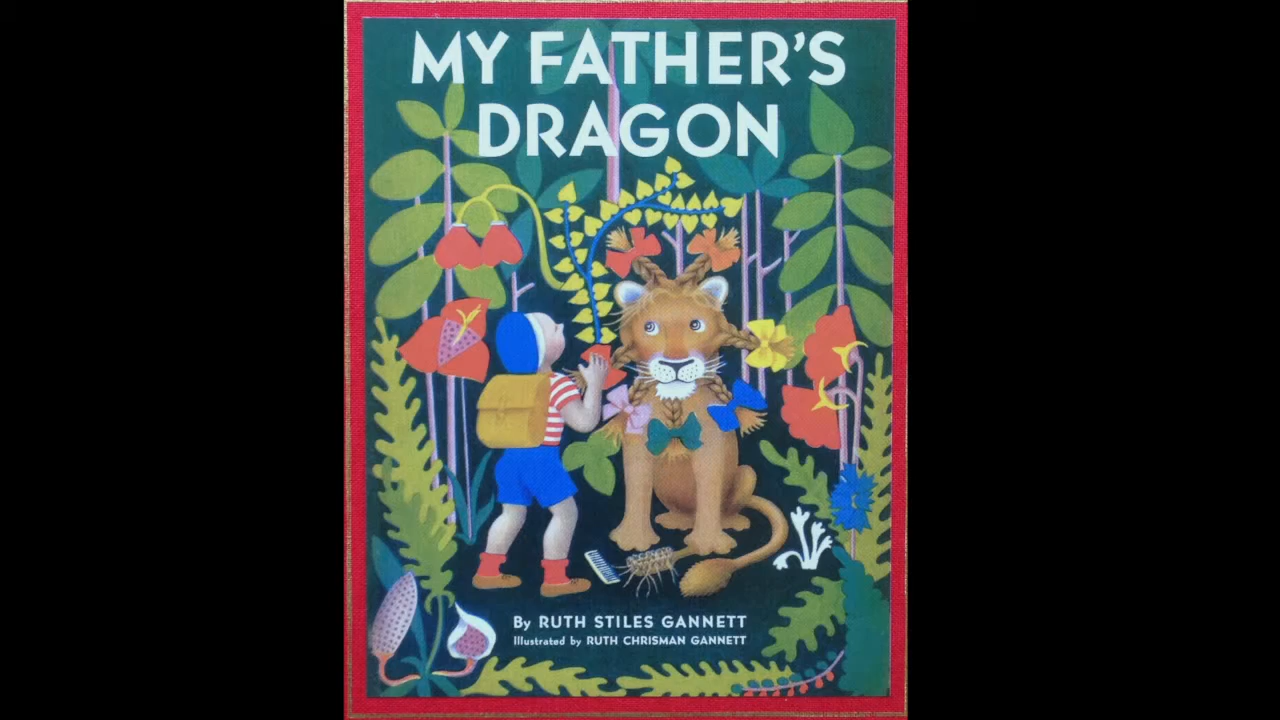 MY FATHER'S
DRAGON
By RUTH STILES GANNETT
Illustrated by RUTH CHRISMAN GANNETT